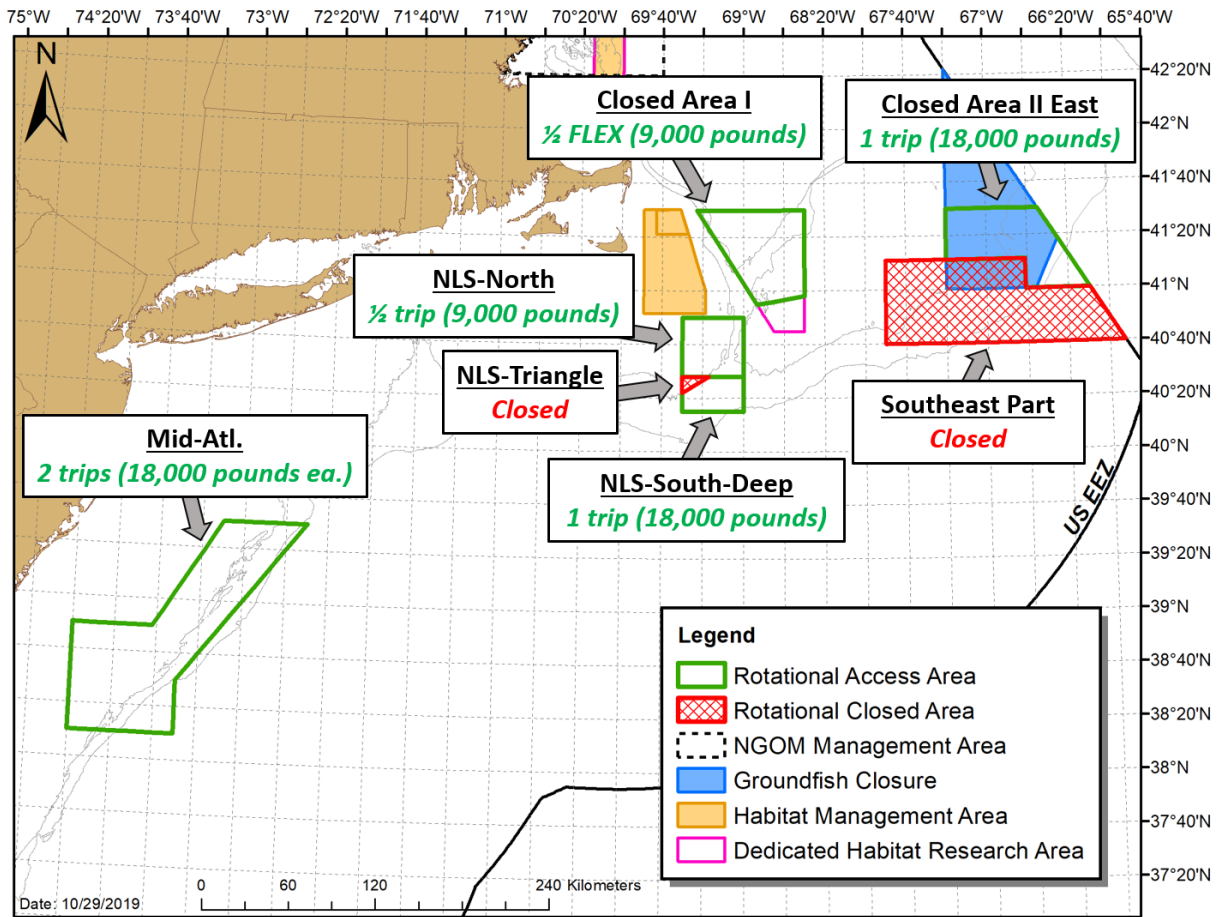 75°W 74°20'W 73°40'W 73°W 72°20'W 71°40'W 71°W 70°20'W 69°40'W 69°W 68°20'W 67°40'W 67°W 66°20'W 65°40'W
N
42°20'N
42°N
41°40'N
41°20'N
41°N
40°40'N
40°20'N
40°N
39°40'N
39°20'N
39°N
38°40'N
38°20'N
38°N
37°40'N
37°20'N
Closed Area I
½ FLEX (9,000 pounds)
Closed Area II East
1 trip (18,000 pounds)
NLS-North
½ trip (9,000 pounds)
NLS-Triangle
Closed
Southeast Part
Closed
Mid-Atl.
2 trips (18,000 pounds ea.)
NLS-South-Deep
1 trip (18,000 pounds)
US EEZ
Legend
Rotational Access Area
Rotational Closed Area
NGOM Management Area
Groundfish Closure
Habitat Management Area
Dedicated Habitat Research Area
0 60 120 240 Kilometers
Date: 10/29/2019